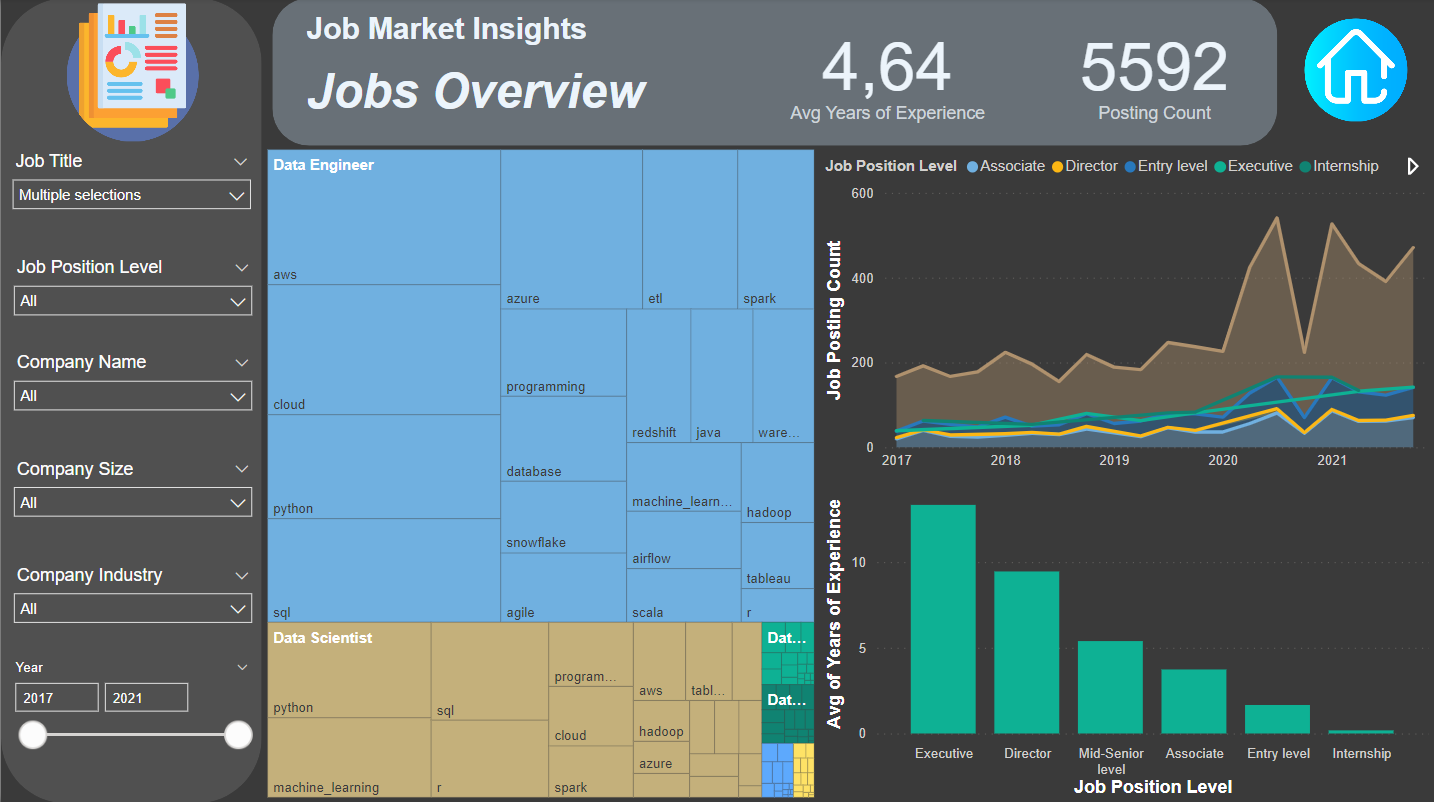 Job Market Insights
Jobs Overview
4,64
Avg Years of Experience
5592
Posting Count
Job Title
Multiple selections
Job Position Level
All
Company Name
All
Company Size
All
Company Industry
All
Year
2017 2021
Data Engineer
aws
cloud
python
sql
azure
etl
spark
programming
database
snowflake
agile
redshift
java
ware...
machine_learn...
airflow
scala
hadoop
tableau
r
Data Scientist
python
machine_learning
sql
r
program...
cloud
spark
aws
tabl...
hadoop
azure
Dat...
Dat...
Job Position Level Associate Director Entry level Executive Internship
Job Posting Count
600
400
200
0
2017 2018 2019 2020 2021
Avg of Years of Experience
10
5
0
Executive Director Mid-Senior level Associate Entry level Internship
Job Position Level